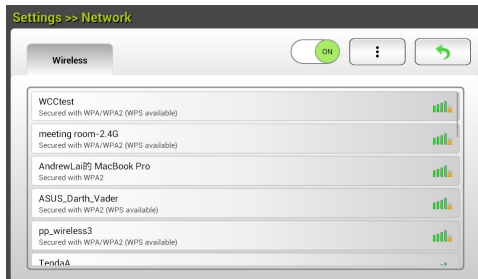 Settings >> Network
Wireless
ON
WCCtest
Secured with WPA/WPA2 (WPS available)
meeting room-2.4G
Secured with WPA/WPA2 (WPS available)
AndrewLai的 MacBook Pro
Secured with WPA2
ASUS_Darth_Vader
Secured with WPA2 (WPS available)
pp_wireless3
Secured with WPA/WPA2 (WPS available)
TendaA